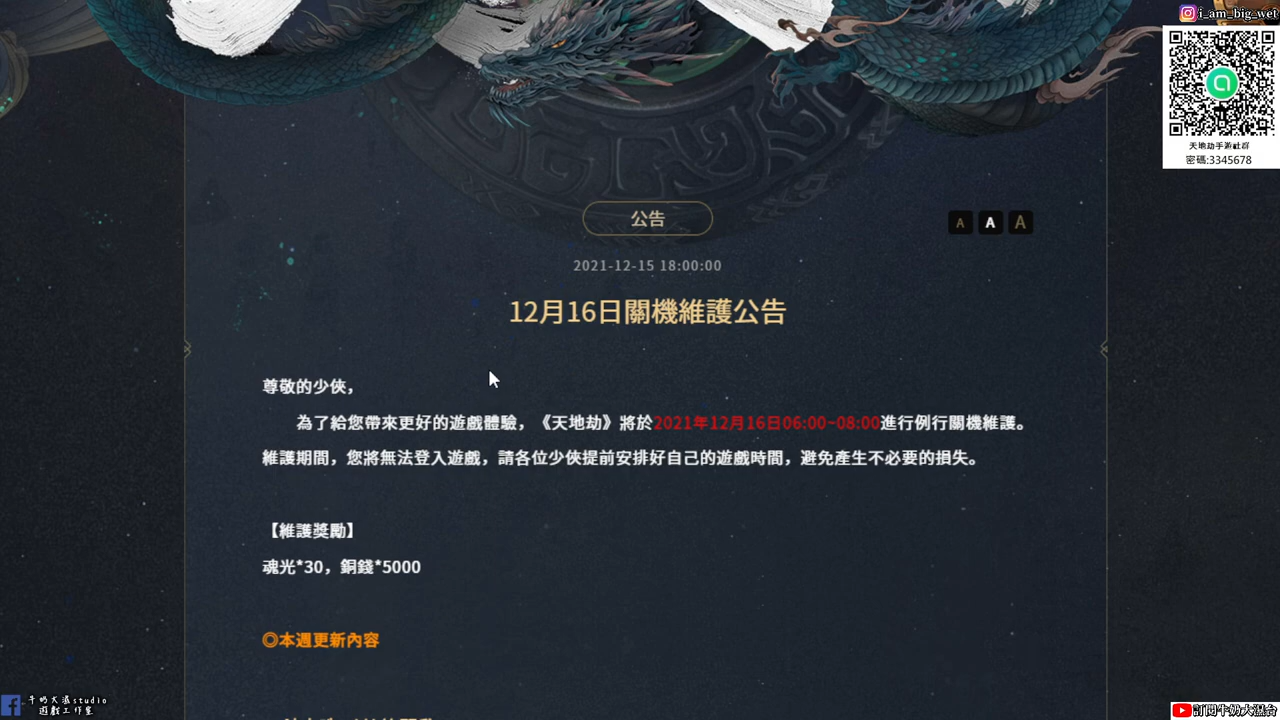 i_am_big_wet
天地劫手遊社群
密碼:3345678
公告
A A A
2021-12-15 18:00:00
12月16日關機維護公告
尊敬的少俠，
為了給您帶來更好的遊戲體驗，《天地劫》將於2021年12月16日06:00-08:00進行例行關機維護。
維護期間，您將無法登入遊戲，請各位少俠提前安排好自己的遊戲時間，避免產生不必要的損失。
【維護獎勵】
魂光*30，銅錢*5000
◎本週更新內容
牛奶大濕studio
遊戲工作室
訂閱牛奶大濕台